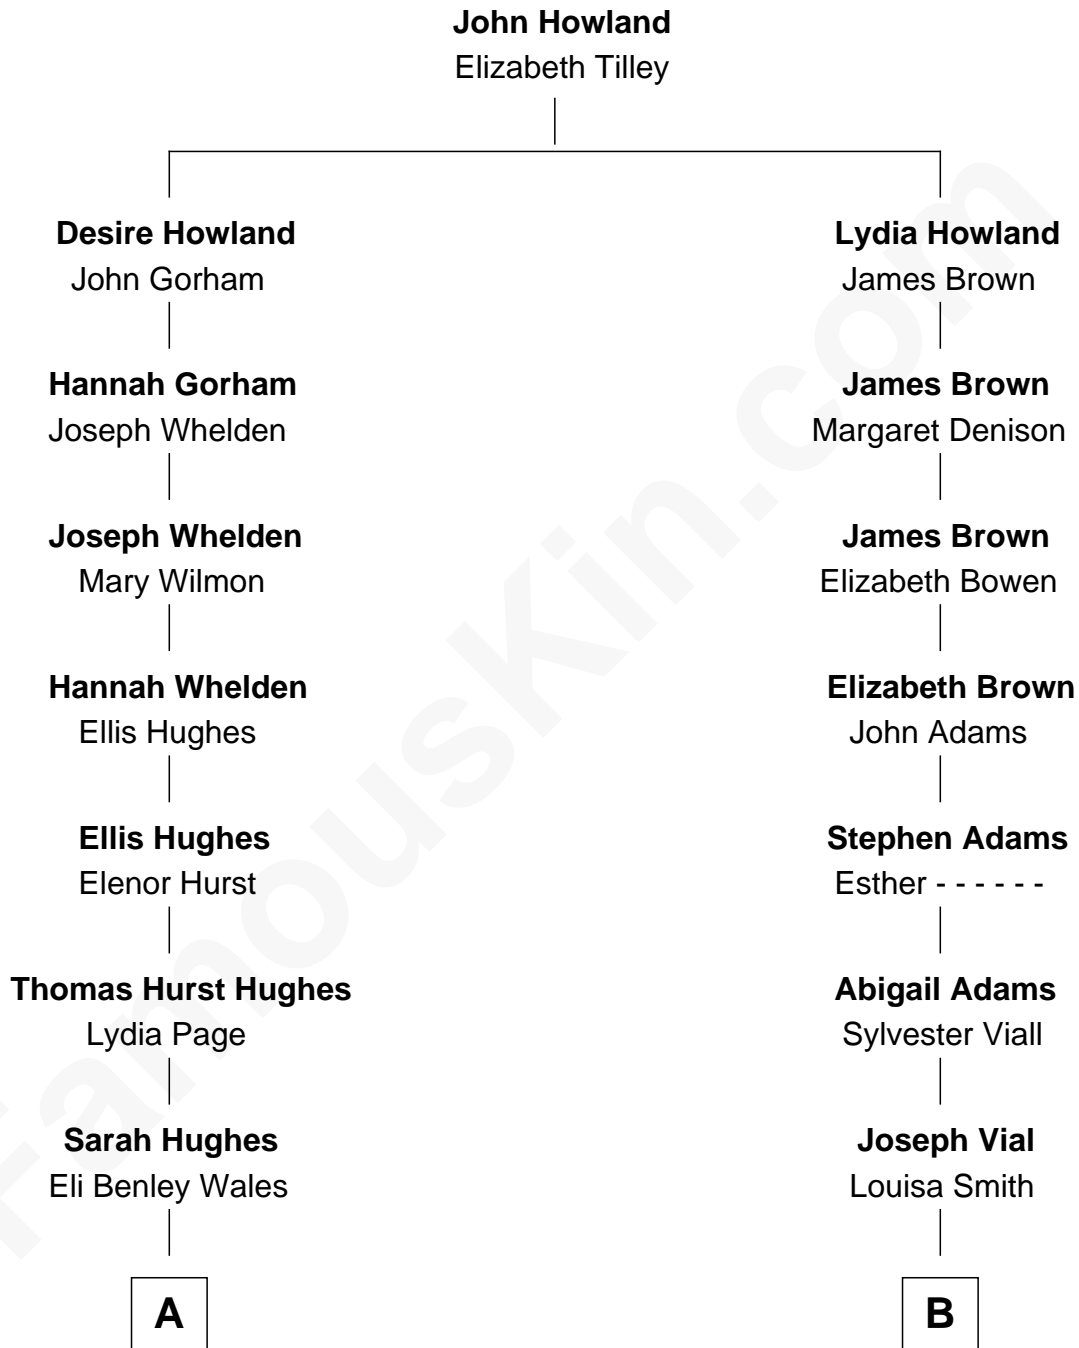 John Howland
Elizabeth Tilley
Desire Howland
John Gorham
Lydia Howland
James Brown
Hannah Gorham
Joseph Whelden
James Brown
Margaret Denison
Joseph Whelden
Mary Wilmon
James Brown
Elizabeth Bowen
Hannah Whelden
Ellis Hughes
Elizabeth Brown
John Adams
Ellis Hughes
Elenor Hurst
Stephen Adams
Esther - - - - - -
Thomas Hurst Hughes
Lydia Page
Abigail Adams
Sylvester Viall
Sarah Hughes
Eli Benley Wales
Joseph Vial
Louisa Smith
A
B
FamousKin.com